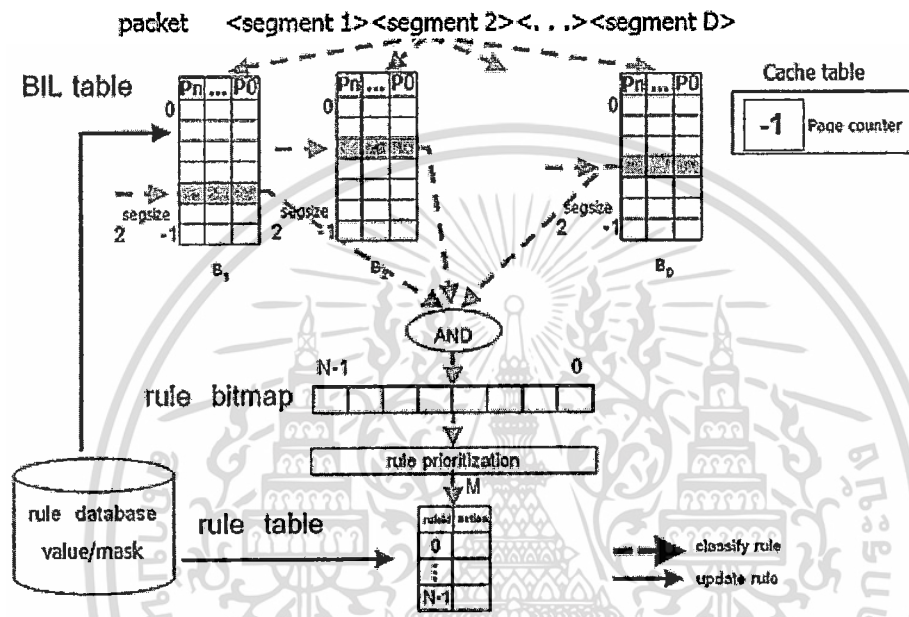 packet <segment 1> <segment 2> <. . .> <segment D>
BIL table
Cache table
Pn ... P0
Pn ... P0
Pn ... P0
0
0
0
-1 Page counter
segsize
2 -1
segsize
2 -1
segsize
2 -1
B1
B2
BD
AND
N-1 0
rule bitmap
rule prioritization
M
rule database
value/mask
rule table
ruleid action
0
...
N-1
classify rule
update rule